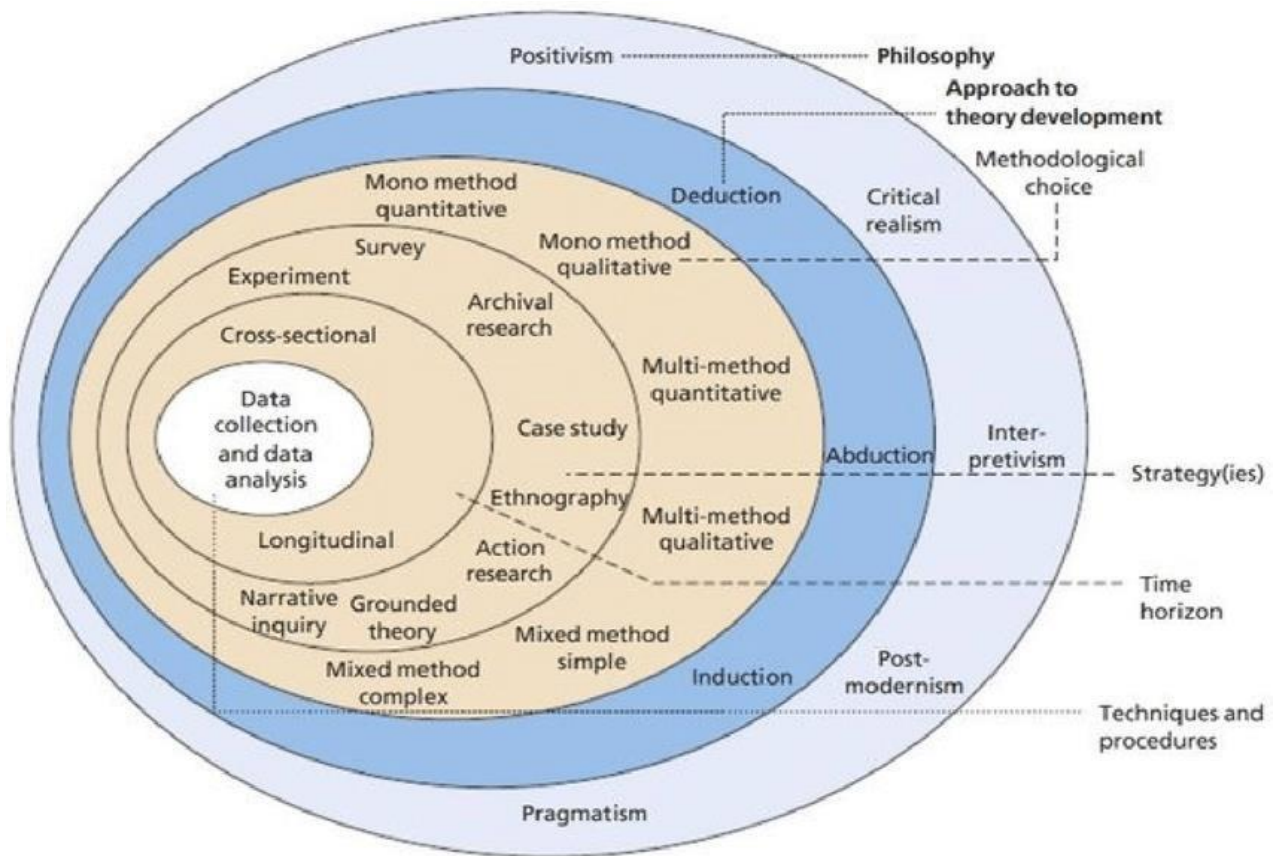 Positivism
Philosophy
Approach to
theory development
Methodological
choice
Mono method
quantitative
Deduction
Critical
realism
Survey
Mono method
qualitative
Experiment
Archival
research
Cross-sectional
Multi-method
quantitative
Data
collection
and data
analysis
Case study
Abduction
Inter-
pretivism
Strategy(ies)
Ethnography
Multi-method
qualitative
Longitudinal
Action
research
Time
horizon
Narrative
inquiry
Grounded
theory
Mixed method
simple
Mixed method
complex
Induction
Post-
modernism
Techniques and
procedures
Pragmatism